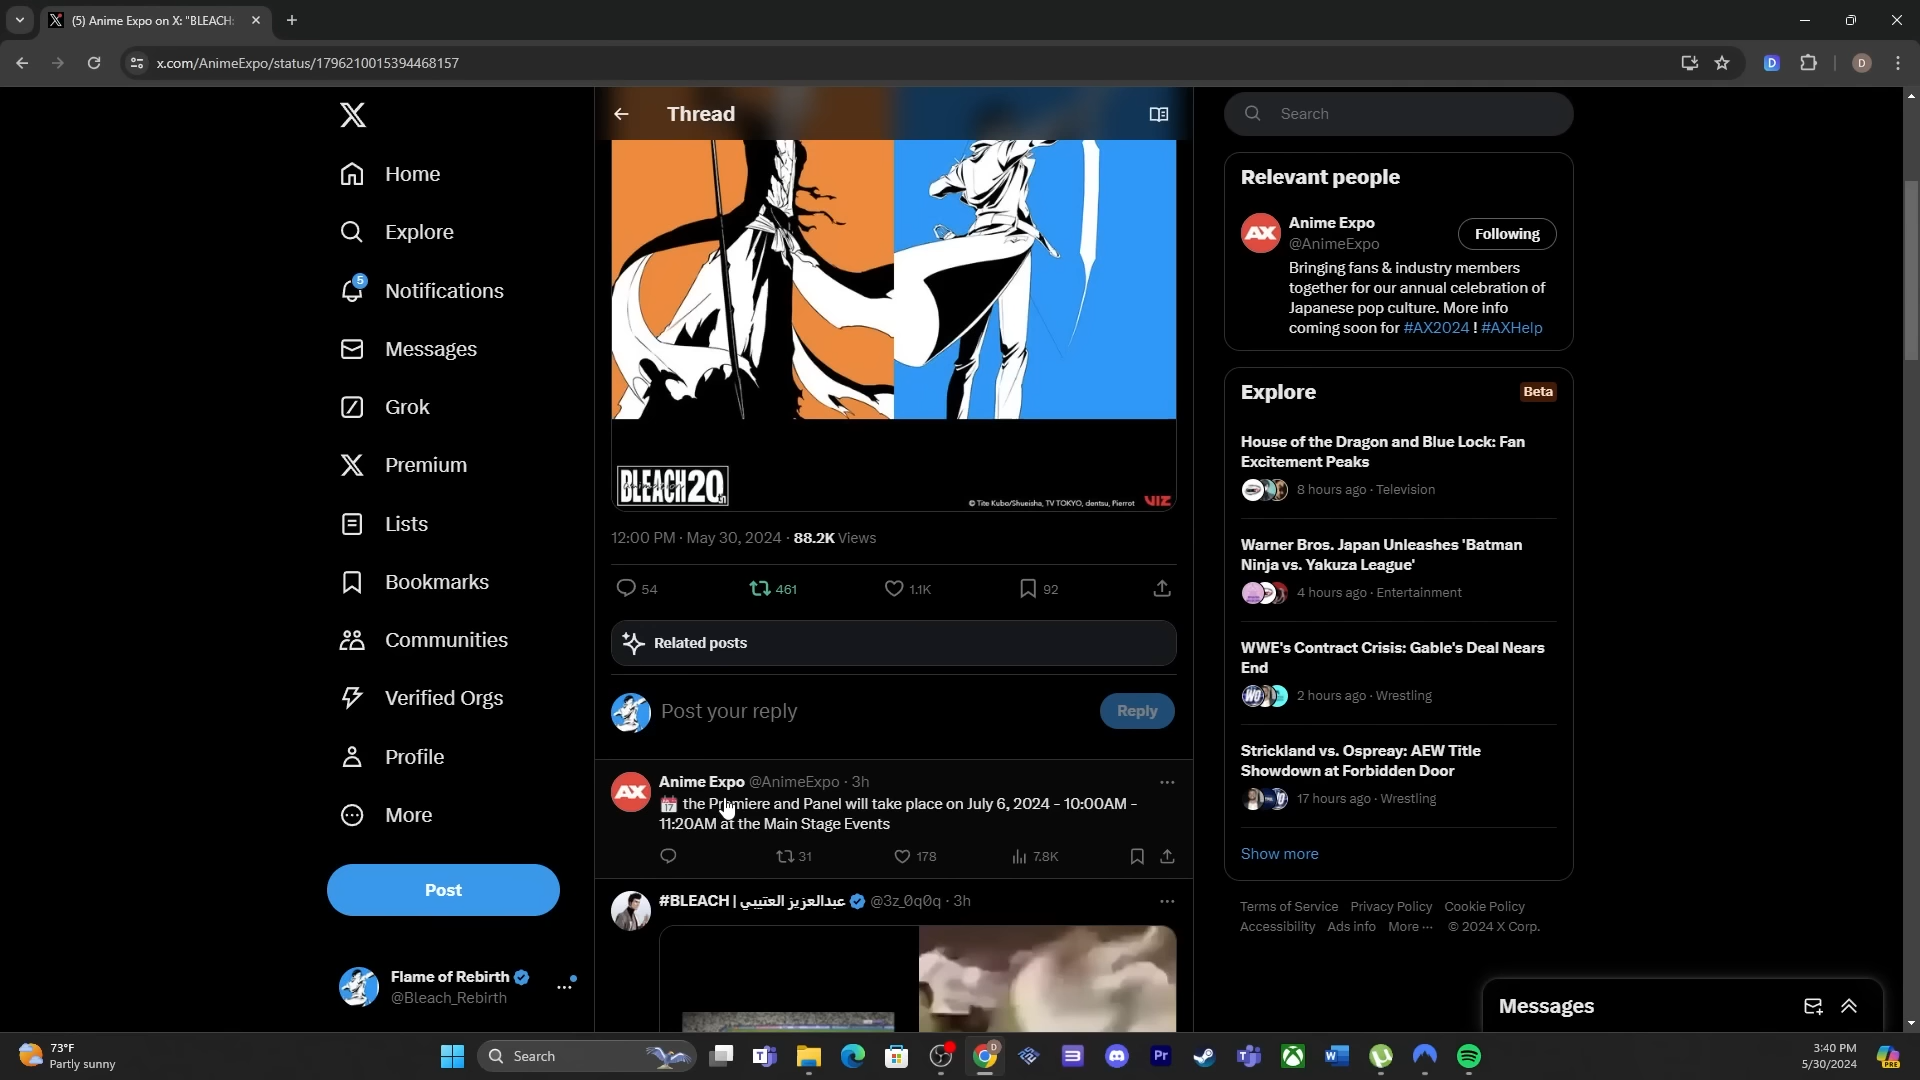 (5) Anime Expo on X: "BLEACH:
x.com/AnimeExpo/status/1796210015394468157
D
D
Home
Explore
5
Notifications
Messages
Grok
Premium
Lists
Bookmarks
Communities
Verified Orgs
Profile
More
Post
Flame of Rebirth
@Bleach_Rebirth
Thread
BLEACH20
© Tite Kubo/Shueisha, TV TOKYO, dentsu, Pierrot
VIZ
12:00 PM · May 30, 2024 · 88.2K Views
54
461
1.1K
92
Related posts
Post your reply
Reply
AX
Anime Expo @AnimeExpo · 3h
17 the Premiere and Panel will take place on July 6, 2024 - 10:00AM -
11:20AM at the Main Stage Events
31
178
7.8K
#BLEACH | عبدالعزيز العتيبي @3z_0q0q · 3h
Search
Relevant people
AX
Anime Expo
@AnimeExpo
Following
Bringing fans & industry members
together for our annual celebration of
Japanese pop culture. More info
coming soon for #AX2024 ! #AXHelp
Explore
Beta
House of the Dragon and Blue Lock: Fan
Excitement Peaks
8 hours ago · Television
Warner Bros. Japan Unleashes 'Batman
Ninja vs. Yakuza League'
4 hours ago · Entertainment
WWE's Contract Crisis: Gable's Deal Nears
End
2 hours ago · Wrestling
Strickland vs. Ospreay: AEW Title
Showdown at Forbidden Door
17 hours ago · Wrestling
Show more
Terms of Service Privacy Policy Cookie Policy
Accessibility Ads info More ··· © 2024 X Corp.
Messages
73°F
Partly sunny
Search
Pr
3:40 PM
5/30/2024
PRE